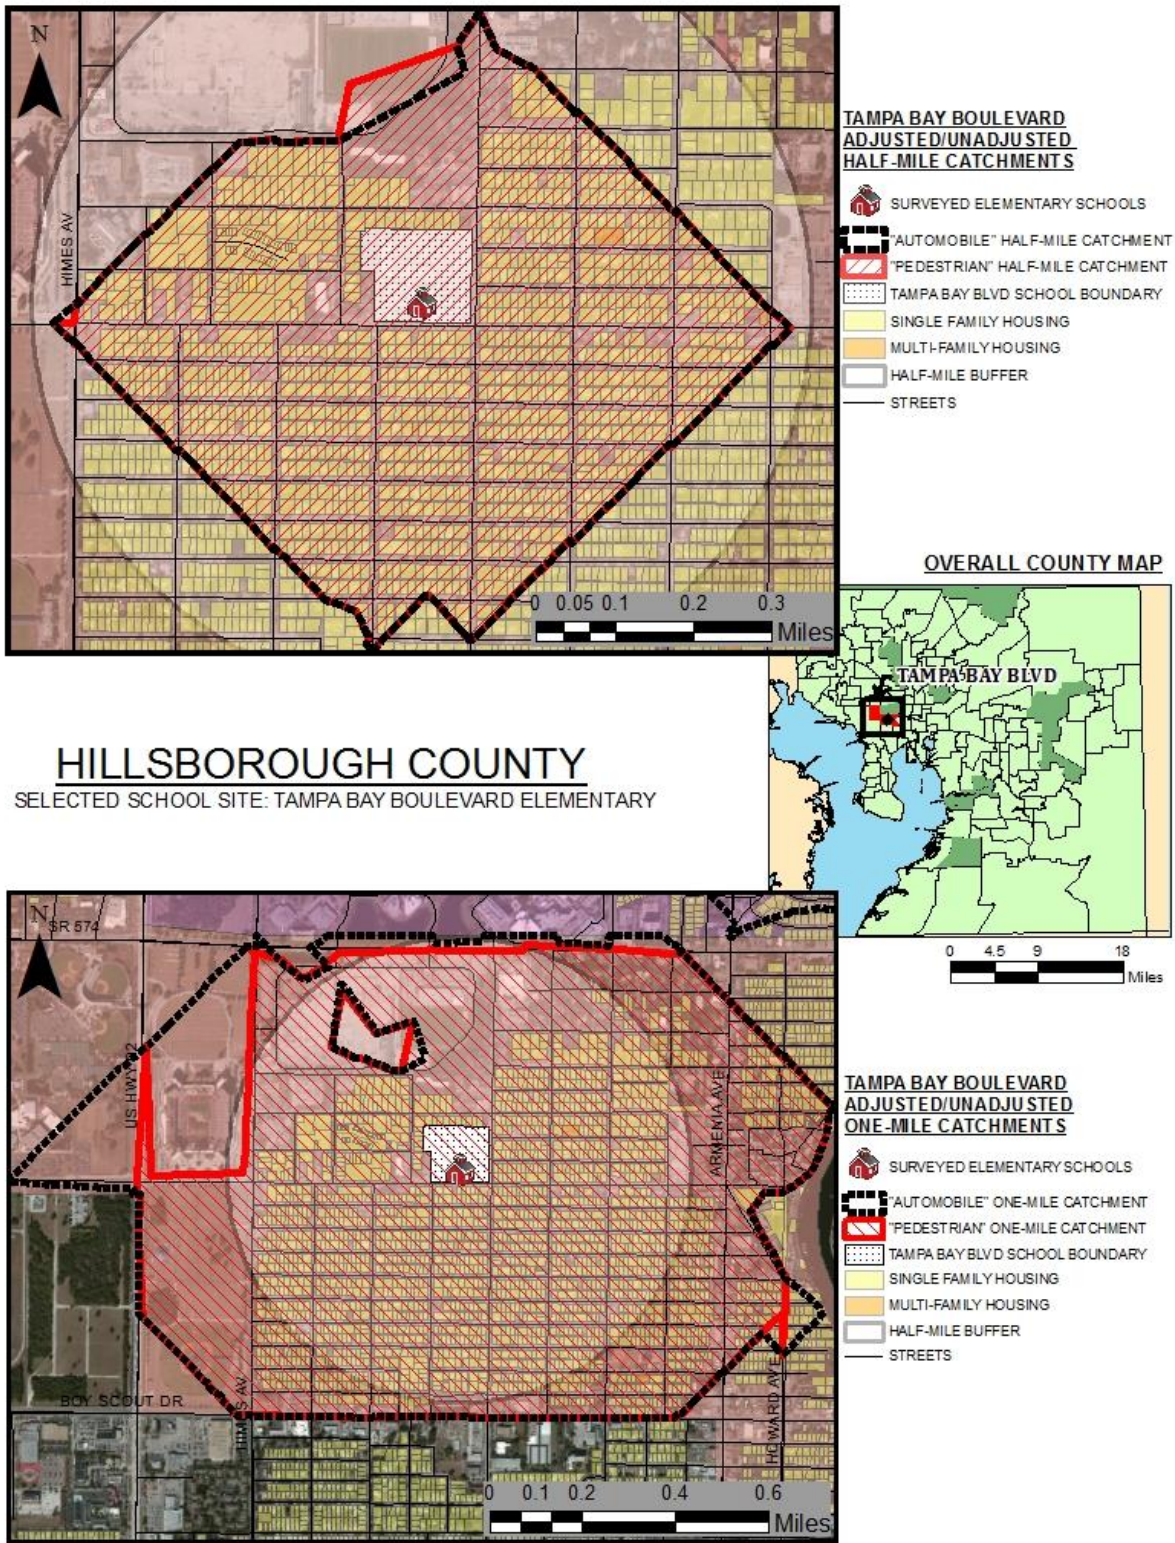 N
HIMES AV
0 0.05 0.1 0.2 0.3
Miles
TAMPA BAY BOULEVARD
ADJUSTED/UNADJUSTED
HALF-MILE CATCHMENTS
SURVEYED ELEMENTARY SCHOOLS
"AUTOMOBILE" HALF-MILE CATCHMENT
"PEDESTRIAN" HALF-MILE CATCHMENT
TAMPA BAY BLVD SCHOOL BOUNDARY
SINGLE FAMILY HOUSING
MULTI-FAMILY HOUSING
HALF-MILE BUFFER
STREETS
OVERALL COUNTY MAP
TAMPA BAY BLVD
0 4.5 9 18
Miles
HILLSBOROUGH COUNTY
SELECTED SCHOOL SITE: TAMPA BAY BOULEVARD ELEMENTARY
N
SR 574
ARMENIA AVE
BOY SCOUT DR
HIMES AV
HOWARD AVE
0 0.1 0.2 0.4 0.6
Miles
TAMPA BAY BOULEVARD
ADJUSTED/UNADJUSTED
ONE-MILE CATCHMENTS
SURVEYED ELEMENTARY SCHOOLS
"AUTOMOBILE" ONE-MILE CATCHMENT
"PEDESTRIAN" ONE-MILE CATCHMENT
TAMPA BAY BLVD SCHOOL BOUNDARY
SINGLE FAMILY HOUSING
MULTI-FAMILY HOUSING
HALF-MILE BUFFER
STREETS